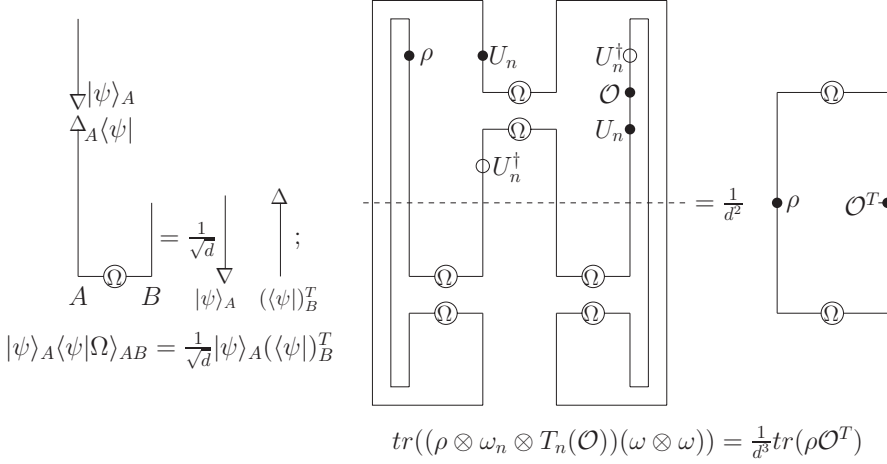 |ψ⟩_A
_A⟨ψ|
Ω
A B
= 1/√d
|ψ⟩_A (⟨ψ|)^T_B
;
|ψ⟩_A⟨ψ|Ω⟩_AB = 1/√d |ψ⟩_A(⟨ψ|)^T_B
ρ U_n U_n^†
Ω O
Ω U_n
U_n^†
Ω Ω
Ω Ω
= 1/d^2
Ω
ρ O^T
Ω
tr((ρ ⊗ ω_n ⊗ T_n(O))(ω ⊗ ω)) = 1/d^3 tr(ρO^T)